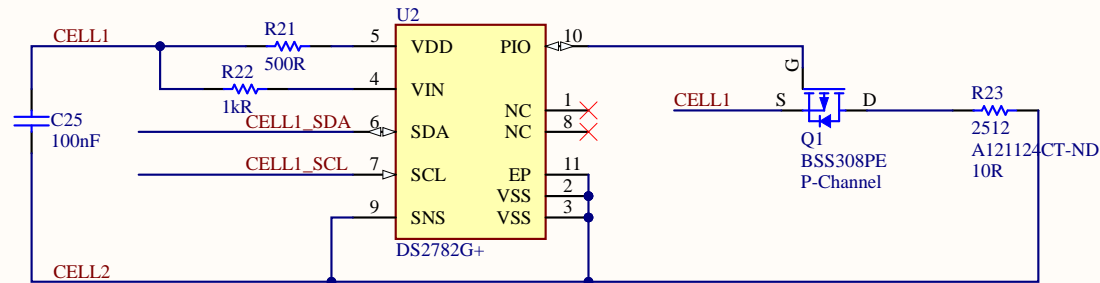 U2
CELL1
R21
500R
5
VDD
PIO
10
G
R22
1kR
4
VIN
C25
100nF
NC
1
CELL1
S
D
R23
2512
A121124CT-ND
10R
CELL1_SDA
6
SDA
NC
8
Q1
BSS308PE
P-Channel
CELL1_SCL
7
SCL
EP
11
VSS
2
9
SNS
VSS
3
DS2782G+
CELL2